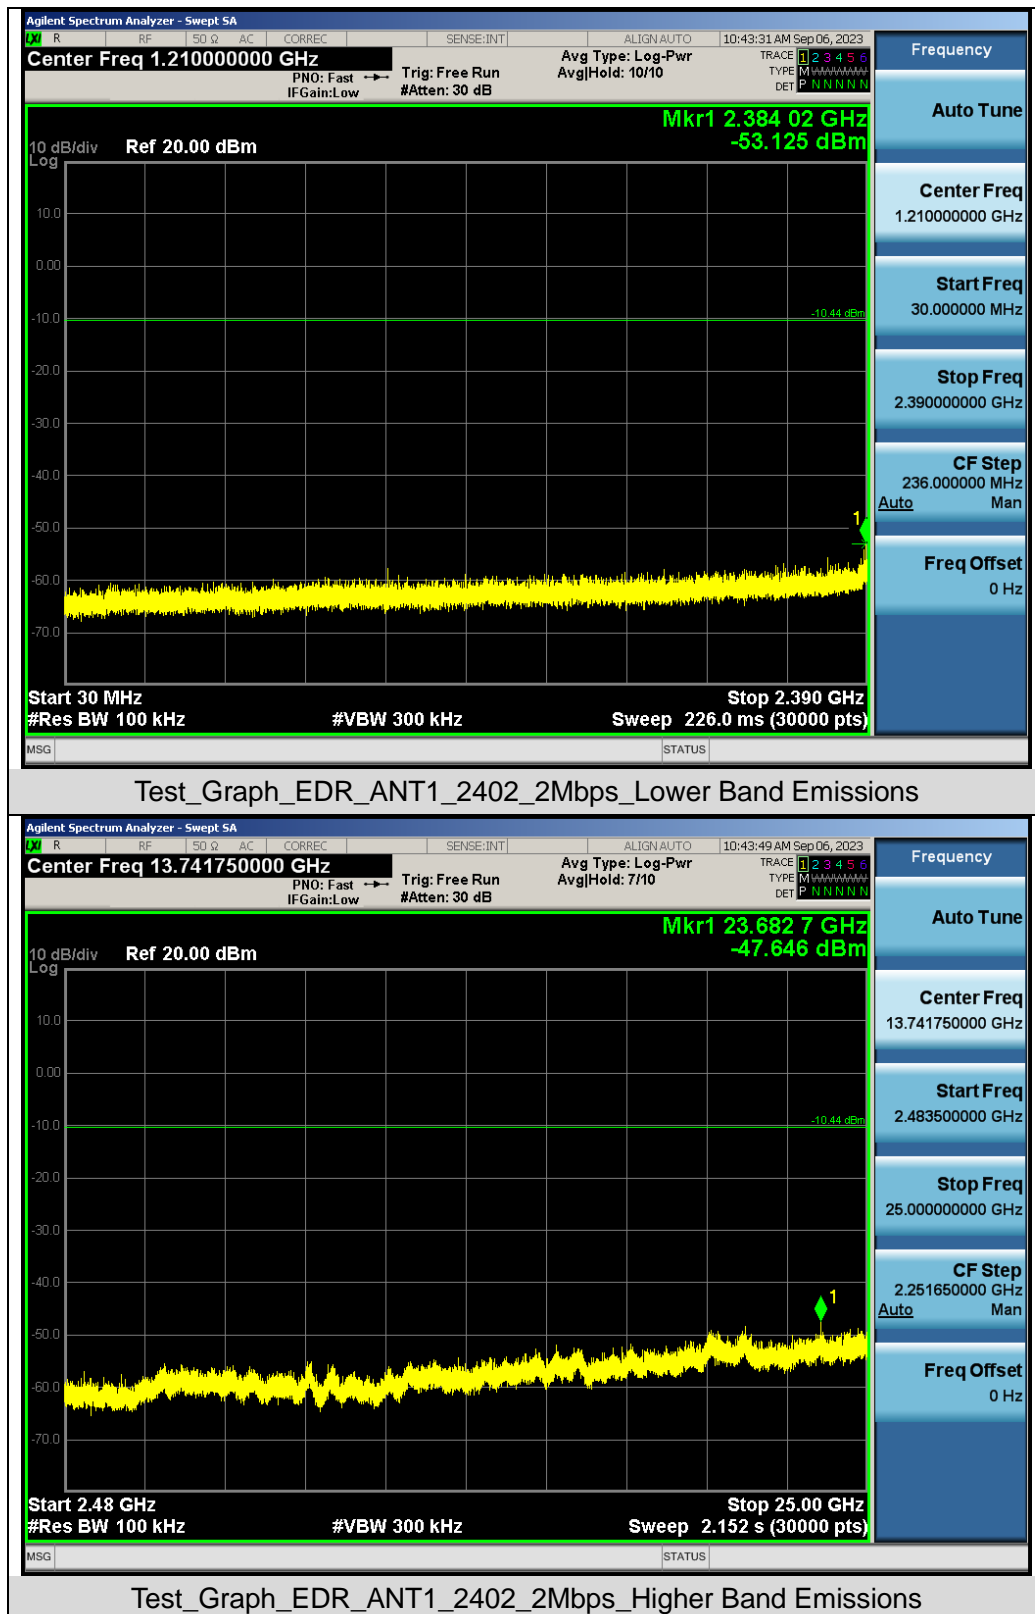 Agilent Spectrum Analyzer - Swept SA
LXI R RF 50 Ω AC CORREC SENSE:INT ALIGN AUTO 10:43:31 AM Sep 06, 2023
Center Freq 1.210000000 GHz
PNO: Fast
IFGain:Low
Trig: Free Run
#Atten: 30 dB
Avg Type: Log-Pwr
Avg|Hold: 10/10
TRACE 1 2 3 4 5 6
TYPE M
DET P N N N N N
Mkr1 2.384 02 GHz
-53.125 dBm
10 dB/div Ref 20.00 dBm
Log
10.0
0.00
-10.0
-10.44 dBm
-20.0
-30.0
-40.0
-50.0
1
-60.0
-70.0
Start 30 MHz Stop 2.390 GHz
#Res BW 100 kHz #VBW 300 kHz Sweep 226.0 ms (30000 pts)
MSG STATUS
Frequency
Auto Tune
Center Freq
1.210000000 GHz
Start Freq
30.000000 MHz
Stop Freq
2.390000000 GHz
CF Step
236.000000 MHz
Auto Man
Freq Offset
0 Hz
Test_Graph_EDR_ANT1_2402_2Mbps_Lower Band Emissions
Agilent Spectrum Analyzer - Swept SA
LXI R RF 50 Ω AC CORREC SENSE:INT ALIGN AUTO 10:43:49 AM Sep 06, 2023
Center Freq 13.741750000 GHz
PNO: Fast
IFGain:Low
Trig: Free Run
#Atten: 30 dB
Avg Type: Log-Pwr
Avg|Hold: 7/10
TRACE 1 2 3 4 5 6
TYPE M
DET P N N N N N
Mkr1 23.682 7 GHz
-47.646 dBm
10 dB/div Ref 20.00 dBm
Log
10.0
0.00
-10.0
-10.44 dBm
-20.0
-30.0
-40.0
1
-50.0
-60.0
-70.0
Start 2.48 GHz Stop 25.00 GHz
#Res BW 100 kHz #VBW 300 kHz Sweep 2.152 s (30000 pts)
MSG STATUS
Frequency
Auto Tune
Center Freq
13.741750000 GHz
Start Freq
2.483500000 GHz
Stop Freq
25.000000000 GHz
CF Step
2.251650000 GHz
Auto Man
Freq Offset
0 Hz
Test_Graph_EDR_ANT1_2402_2Mbps_Higher Band Emissions